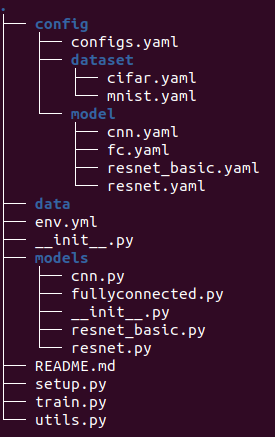 .
├── config
│   ├── configs.yaml
│   ├── dataset
│   │   ├── cifar.yaml
│   │   └── mnist.yaml
│   └── model
│       ├── cnn.yaml
│       ├── fc.yaml
│       ├── resnet_basic.yaml
│       └── resnet.yaml
├── data
├── env.yml
├── __init__.py
├── models
│   ├── cnn.py
│   ├── fullyconnected.py
│   ├── __init__.py
│   ├── resnet_basic.py
│   └── resnet.py
├── README.md
├── setup.py
├── train.py
└── utils.py